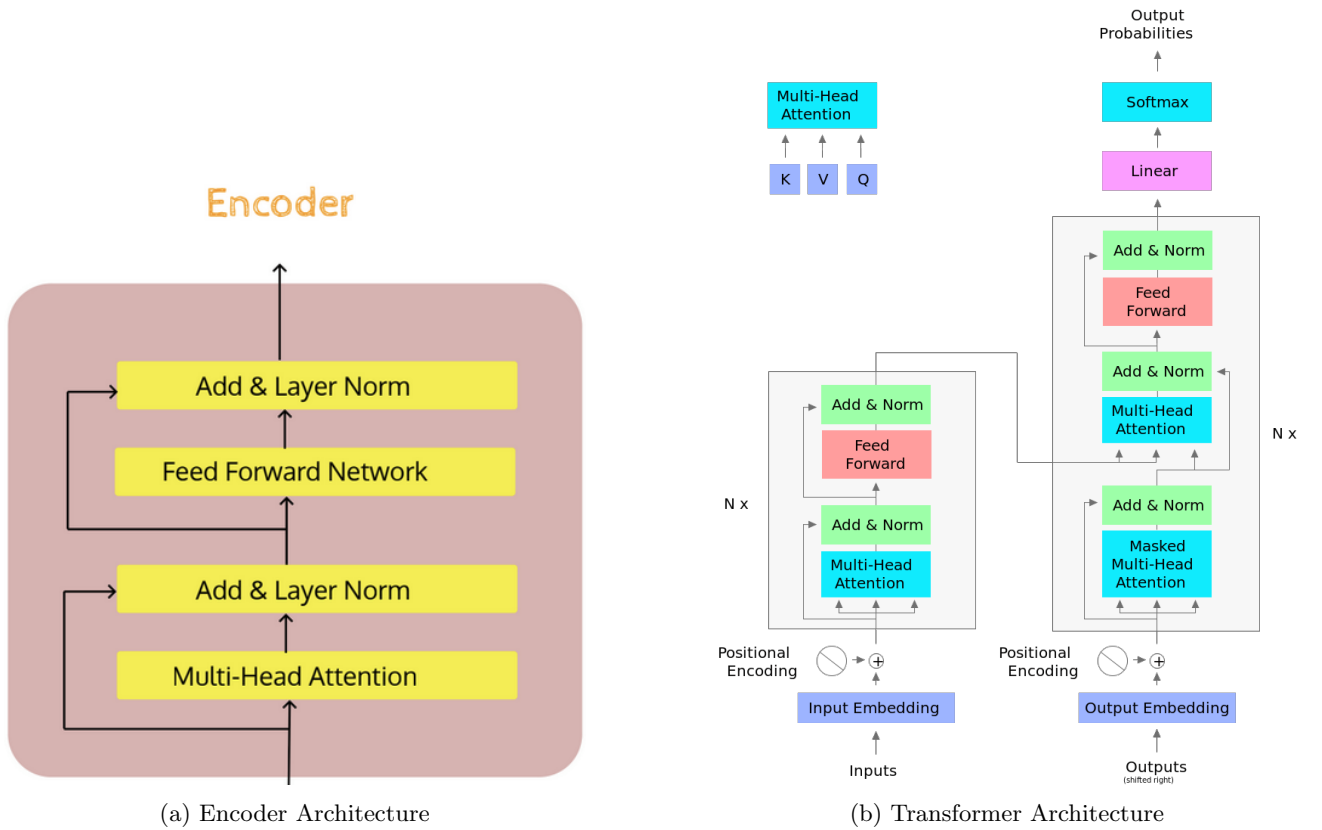 Encoder
Add & Layer Norm
Feed Forward Network
Add & Layer Norm
Multi-Head Attention
(a) Encoder Architecture
Output
Probabilities
Softmax
Linear
Multi-Head
Attention
K V Q
Add & Norm
Feed
Forward
Add & Norm
Multi-Head
Attention
N x
Add & Norm
Masked
Multi-Head
Attention
Add & Norm
Feed
Forward
N x
Add & Norm
Multi-Head
Attention
Positional
Encoding
+
Input Embedding
Inputs
Positional
Encoding
+
Output Embedding
Outputs
(shifted right)
(b) Transformer Architecture